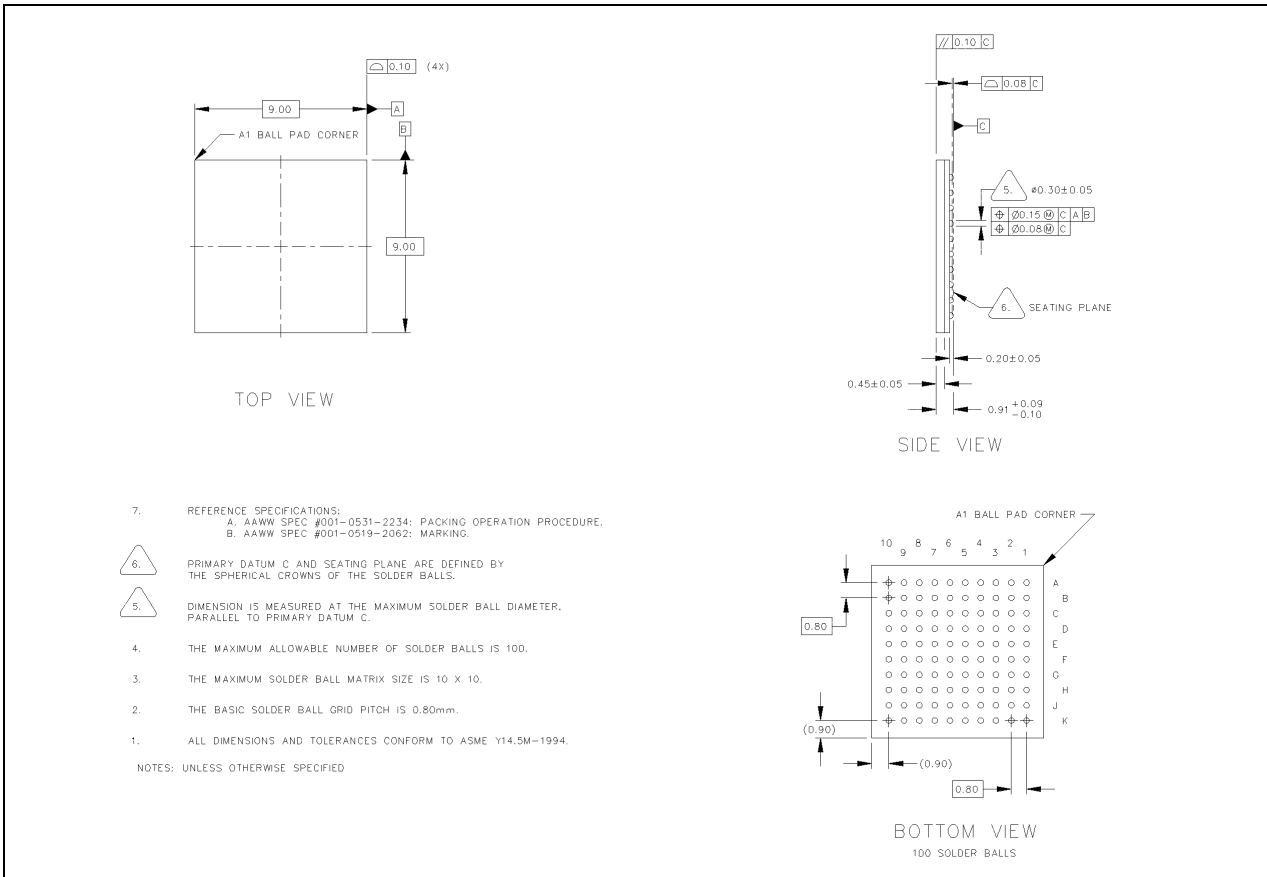 ⌓ 0.10 (4X)
9.00
A
B
A1 BALL PAD CORNER
9.00
TOP VIEW
// 0.10 C
⌓ 0.08 C
C
5. ø0.30±0.05
⌖ Ø0.15 Ⓜ C A B
⌖ Ø0.08 Ⓜ C
6. SEATING PLANE
0.20±0.05
0.45±0.05
0.91 +0.09
−0.10
SIDE VIEW
7. REFERENCE SPECIFICATIONS:
A. AAWW SPEC #001-0531-2234: PACKING OPERATION PROCEDURE.
B. AAWW SPEC #001-0519-2062: MARKING.
6. PRIMARY DATUM C AND SEATING PLANE ARE DEFINED BY
THE SPHERICAL CROWNS OF THE SOLDER BALLS.
5. DIMENSION IS MEASURED AT THE MAXIMUM SOLDER BALL DIAMETER,
PARALLEL TO PRIMARY DATUM C.
4. THE MAXIMUM ALLOWABLE NUMBER OF SOLDER BALLS IS 100.
3. THE MAXIMUM SOLDER BALL MATRIX SIZE IS 10 X 10.
2. THE BASIC SOLDER BALL GRID PITCH IS 0.80mm.
1. ALL DIMENSIONS AND TOLERANCES CONFORM TO ASME Y14.5M-1994.
NOTES: UNLESS OTHERWISE SPECIFIED
A1 BALL PAD CORNER
10 8 6 4 2
9 7 5 3 1
A
B
C
D
E
F
G
H
J
K
0.80
(0.90)
(0.90)
0.80
BOTTOM VIEW
100 SOLDER BALLS